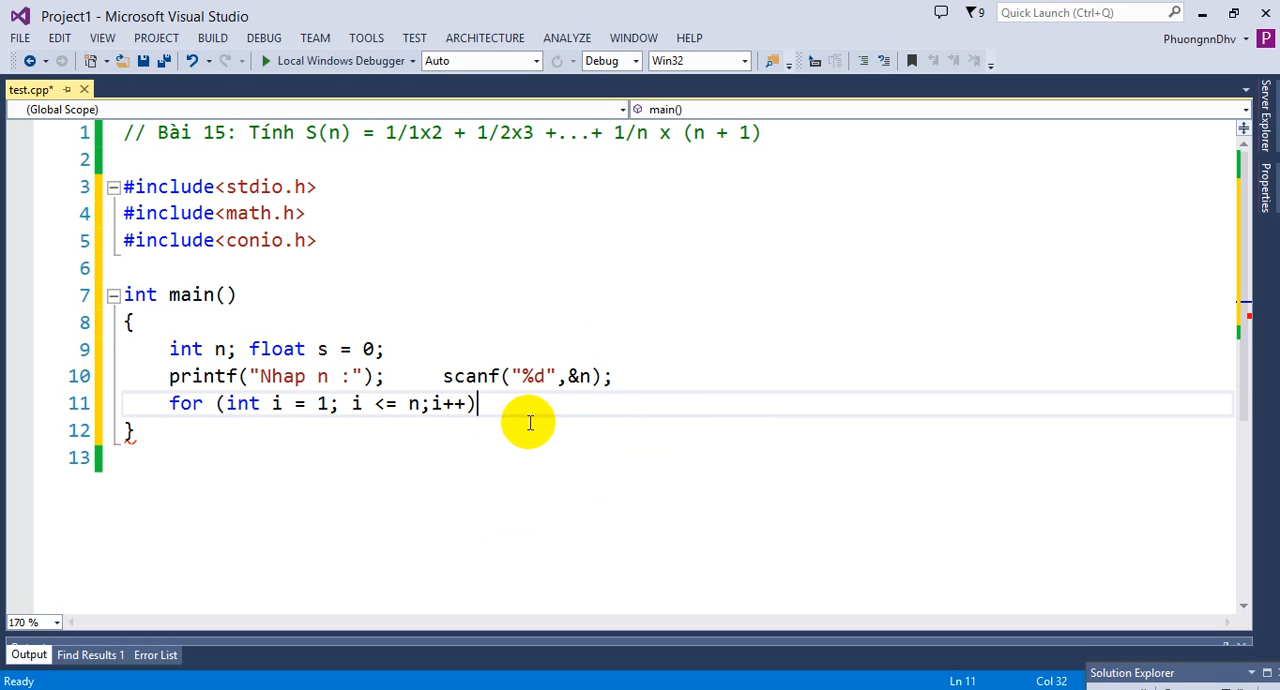 Project1 - Microsoft Visual Studio
9
Quick Launch (Ctrl+Q)
FILE EDIT VIEW PROJECT BUILD DEBUG TEAM TOOLS TEST ARCHITECTURE ANALYZE WINDOW HELP
PhuongnnDhv P
Local Windows Debugger Auto Debug Win32
test.cpp*
(Global Scope) main()
1 // Bài 15: Tính S(n) = 1/1x2 + 1/2x3 +...+ 1/n x (n + 1)
2
3 #include<stdio.h>
4 #include<math.h>
5 #include<conio.h>
6
7 int main()
8 {
9 int n; float s = 0;
10 printf("Nhap n :"); scanf("%d",&n);
11 for (int i = 1; i <= n;i++)
12 }
13
Server Explorer
Properties
170 %
Output Find Results 1 Error List
Solution Explorer
Ready Ln 11 Col 32